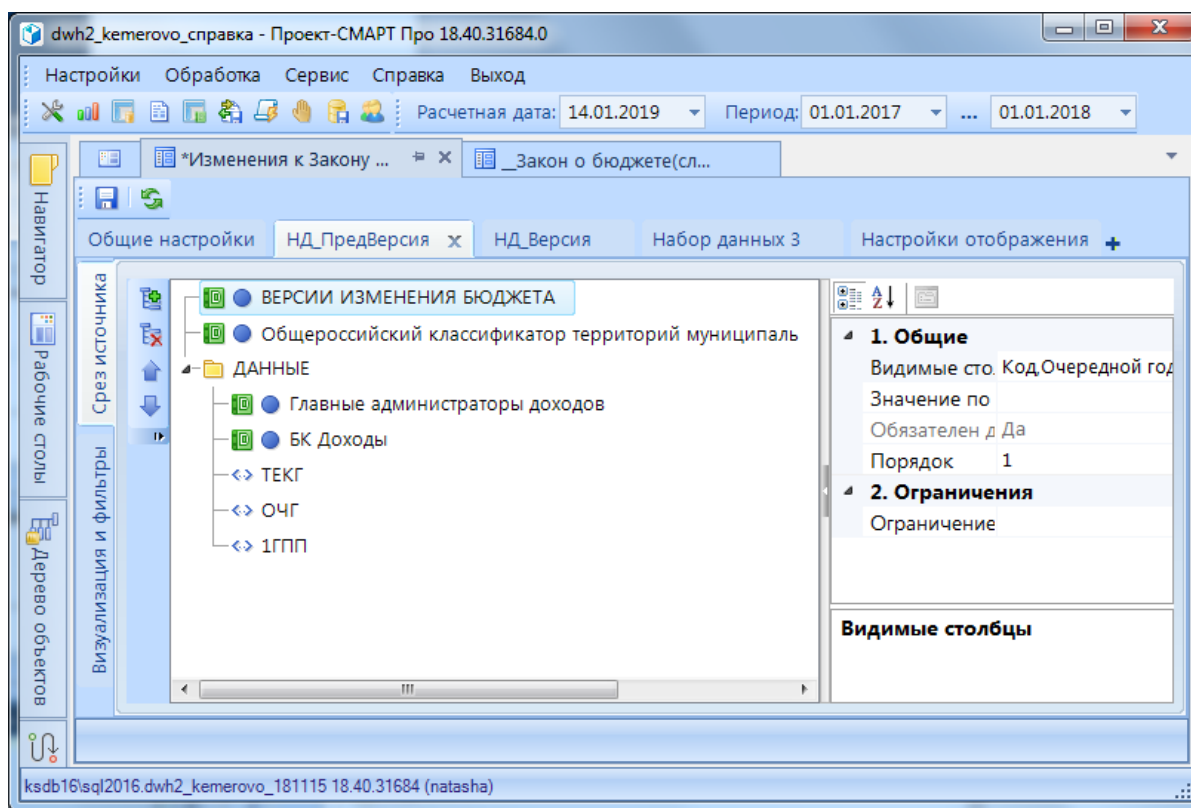 dwh2_kemerovo_справка - Проект-СМАРТ Про 18.40.31684.0
Настройки Обработка Сервис Справка Выход
Расчетная дата: 14.01.2019 Период: 01.01.2017 ... 01.01.2018
*Изменения к Закону ... __Закон о бюджете(сл...
Общие настройки НД_ПредВерсия НД_Версия Набор данных 3 Настройки отображения
Навигатор
Рабочие столы
Дерево объектов
Срез источника
Визуализация и фильтры
ВЕРСИИ ИЗМЕНЕНИЯ БЮДЖЕТА
Общероссийский классификатор территорий муниципаль
ДАННЫЕ
Главные администраторы доходов
БК Доходы
ТЕКГ
ОЧГ
1ГПП
1. Общие
Видимые сто. Код,Очередной год
Значение по
Обязателен д Да
Порядок 1
2. Ограничения
Ограничение
Видимые столбцы
ksdb16\sql2016.dwh2_kemerovo_181115 18.40.31684 (natasha)